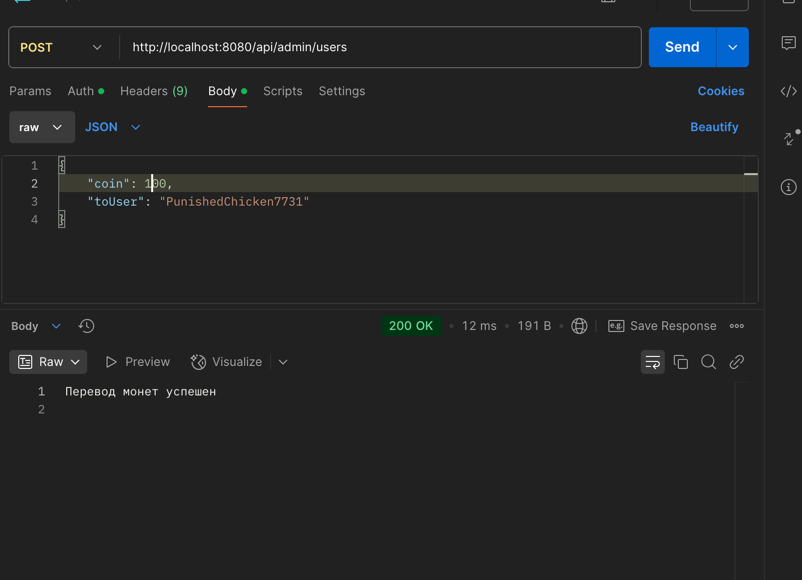 POST http://localhost:8080/api/admin/users Send
Params Auth Headers (9) Body Scripts Settings Cookies
raw JSON Beautify
1 {
2 "coin": 100,
3 "toUser": "PunishedChicken7731"
4 }
Body 200 OK 12 ms 191 B e.g. Save Response
Raw Preview Visualize
1 Перевод монет успешен
2